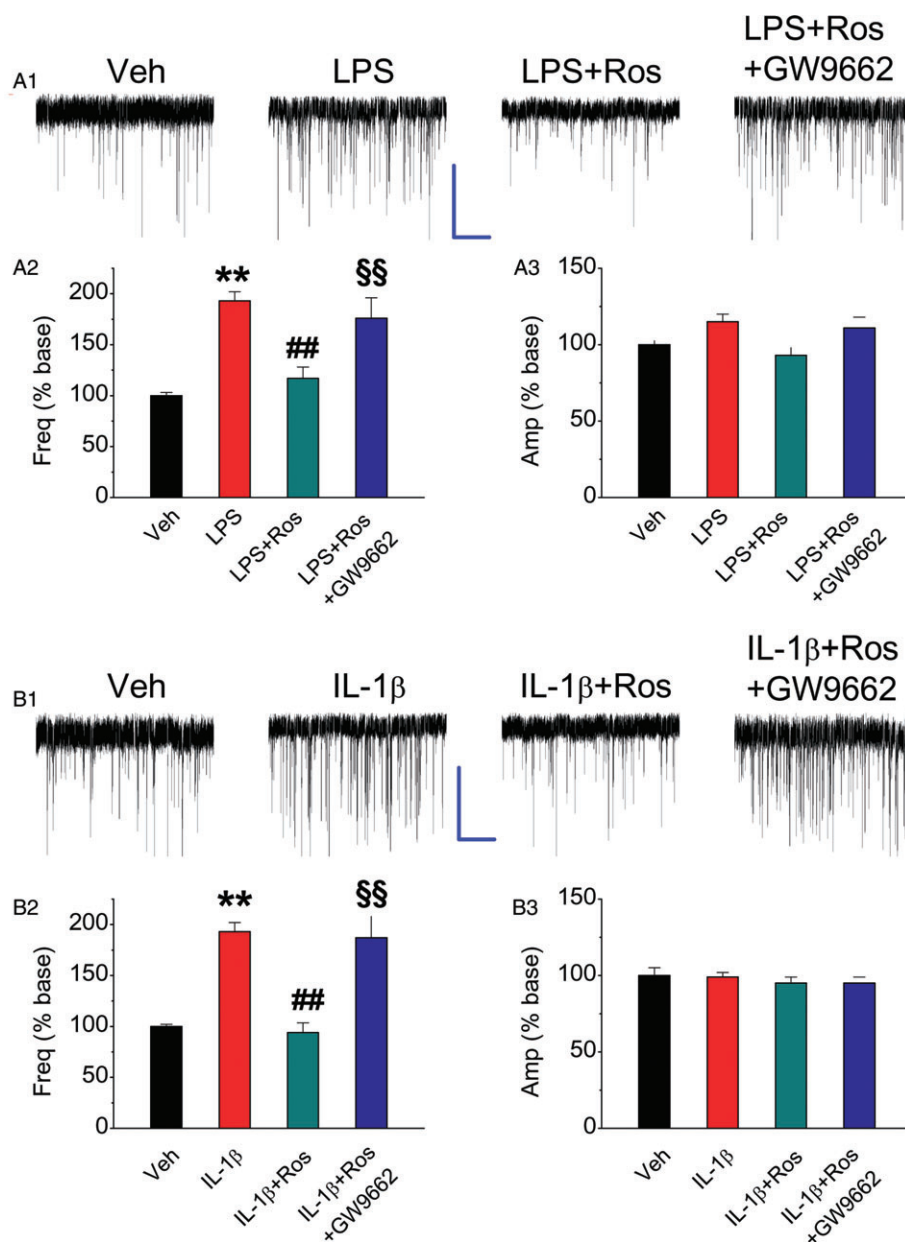 A1
Veh
LPS
LPS+Ros
LPS+Ros
+GW9662
A2
Freq (% base)
200
150
100
50
0
**
##
§§
Veh
LPS
LPS+Ros
LPS+Ros
+GW9662
A3
Amp (% base)
150
100
50
0
Veh
LPS
LPS+Ros
LPS+Ros
+GW9662
B1
Veh
IL-1β
IL-1β+Ros
IL-1β+Ros
+GW9662
B2
Freq (% base)
200
150
100
50
0
**
##
§§
Veh
IL-1β
IL-1β+Ros
IL-1β+Ros
+GW9662
B3
Amp (% base)
150
100
50
0
Veh
IL-1β
IL-1β+Ros
IL-1β+Ros
+GW9662